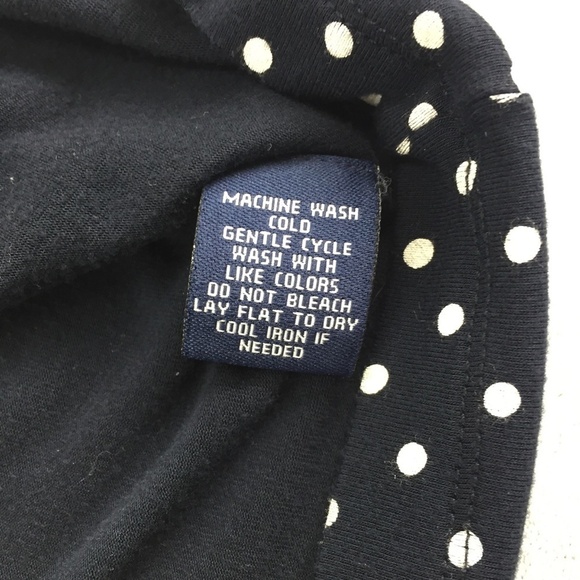 MACHINE WASH
COLD
GENTLE CYCLE
WASH WITH
LIKE COLORS
DO NOT BLEACH
LAY FLAT TO DRY
COOL IRON IF
NEEDED